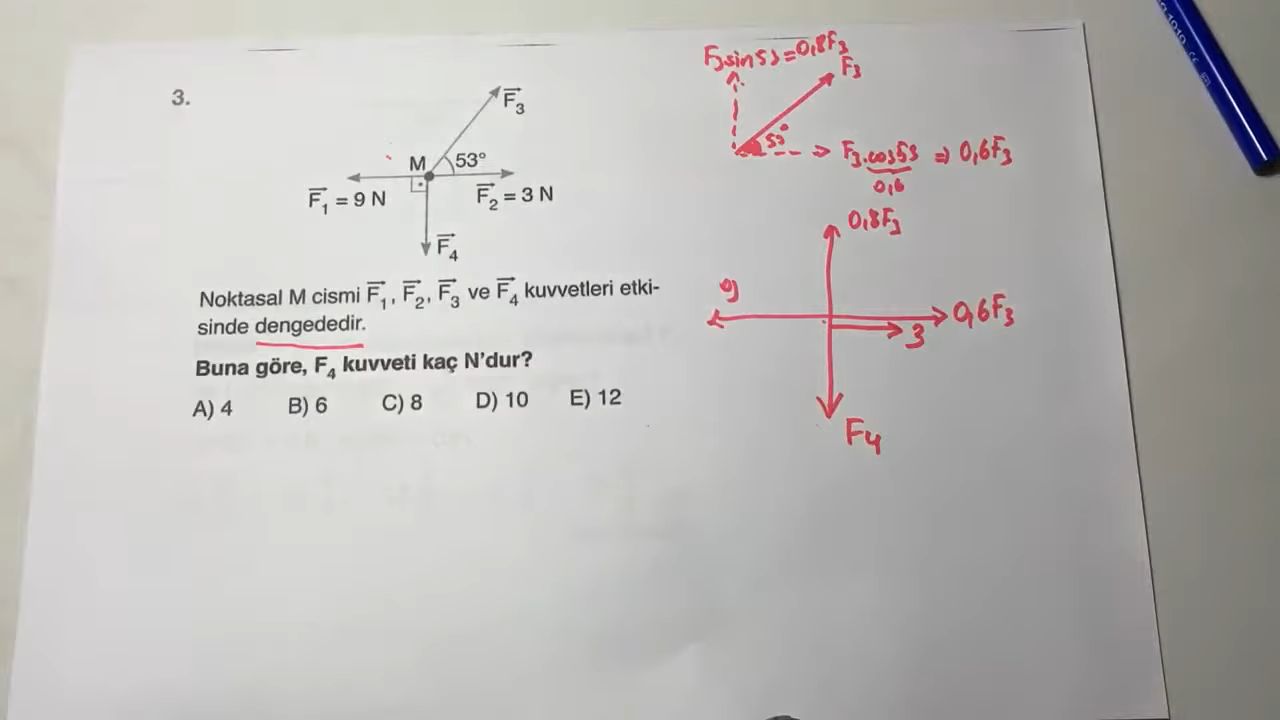 3.
F₃
M
53°
F₁ = 9 N
F₂ = 3 N
F₄
Noktasal M cismi F₁, F₂, F₃ ve F₄ kuvvetleri etki-
sinde dengededir.
Buna göre, F₄ kuvveti kaç N'dur?
A) 4 B) 6 C) 8 D) 10 E) 12
F₃sin53=0,8F₃
F₃
53°
F₃.cos53 ⇒ 0,6F₃
0,6
0,8F₃
9
0,6F₃
3
F4